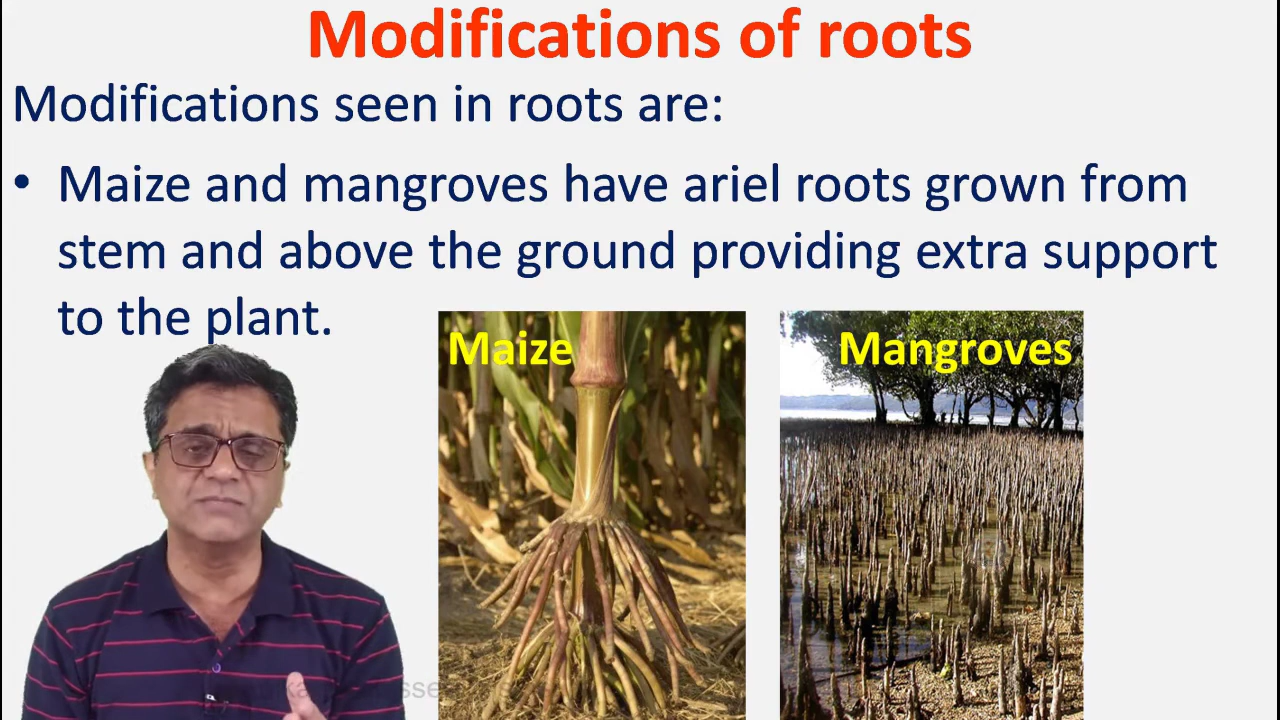 Modifications of roots
Modifications seen in roots are:
• Maize and mangroves have ariel roots grown from
stem and above the ground providing extra support
to the plant.
Maize
Mangroves